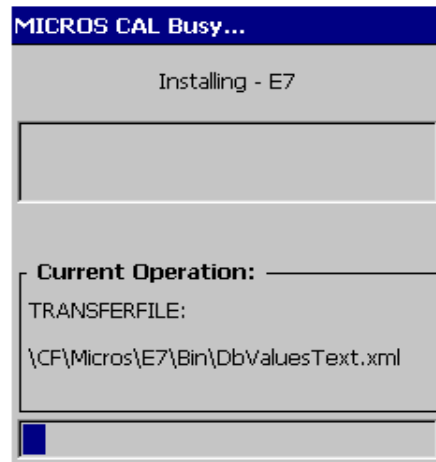 MICROS CAL Busy...
Installing - E7
Current Operation:
TRANSFERFILE:
\CF\Micros\E7\Bin\DbValuesText.xml